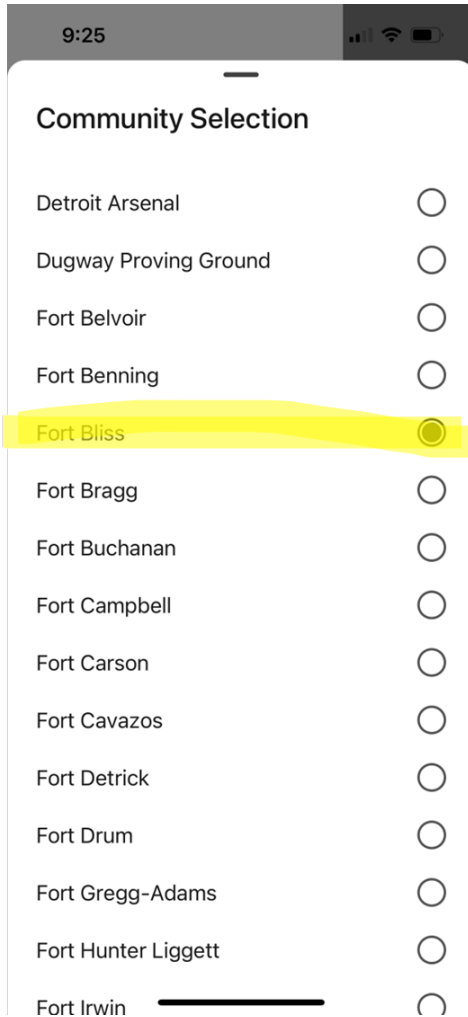 9:25
Community Selection
Detroit Arsenal
Dugway Proving Ground
Fort Belvoir
Fort Benning
Fort Bliss
Fort Bragg
Fort Buchanan
Fort Campbell
Fort Carson
Fort Cavazos
Fort Detrick
Fort Drum
Fort Gregg-Adams
Fort Hunter Liggett
Fort Irwin